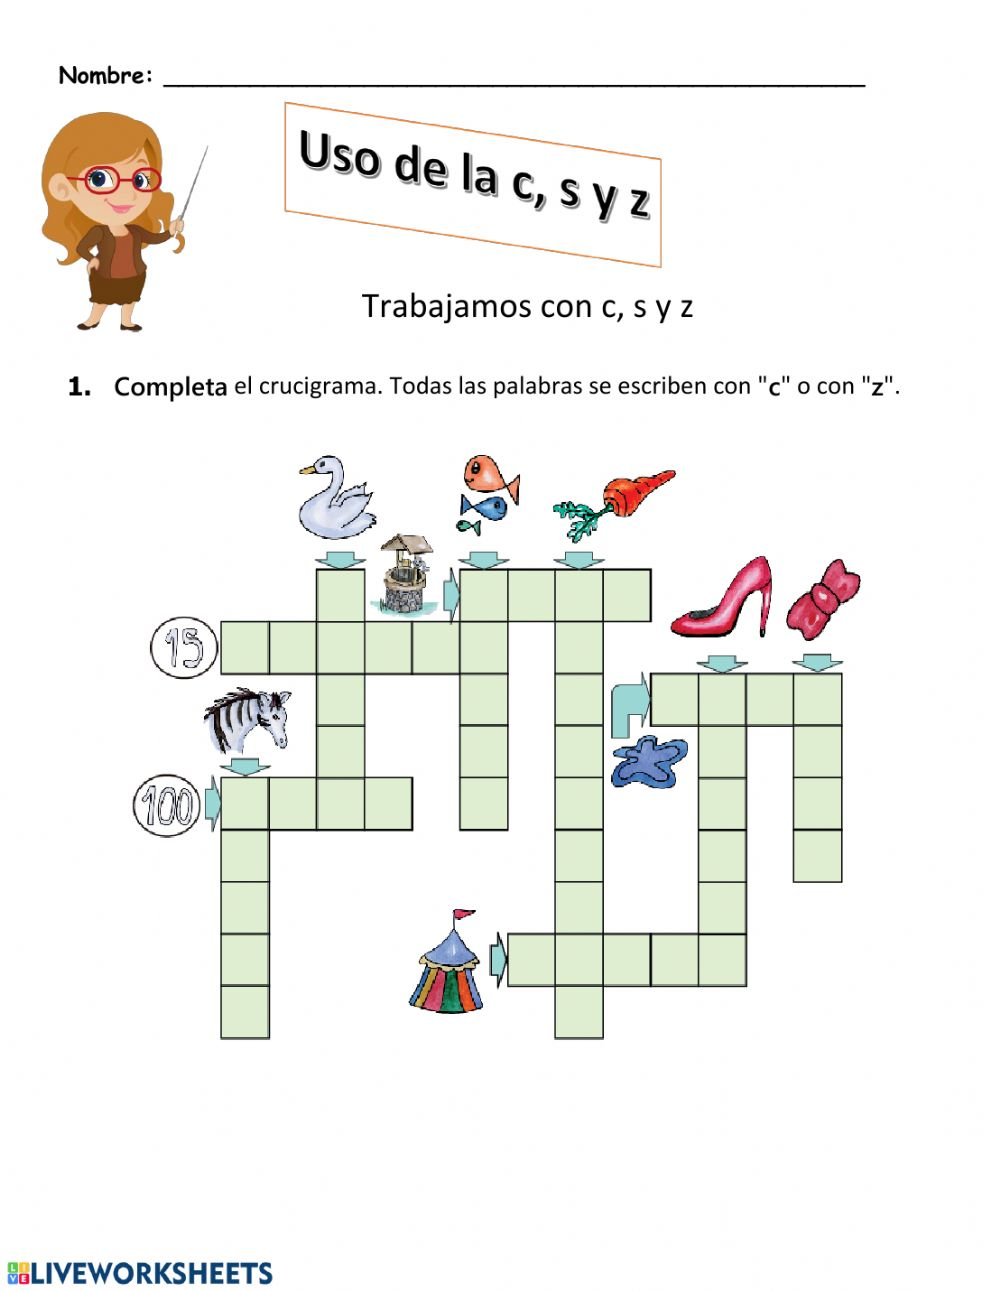 Nombre: ______________________________
Uso de la c, s y z
Trabajamos con c, s y z
1. Completa el crucigrama. Todas las palabras se escriben con "c" o con "z".
15
100
LIVEWORKSHEETS